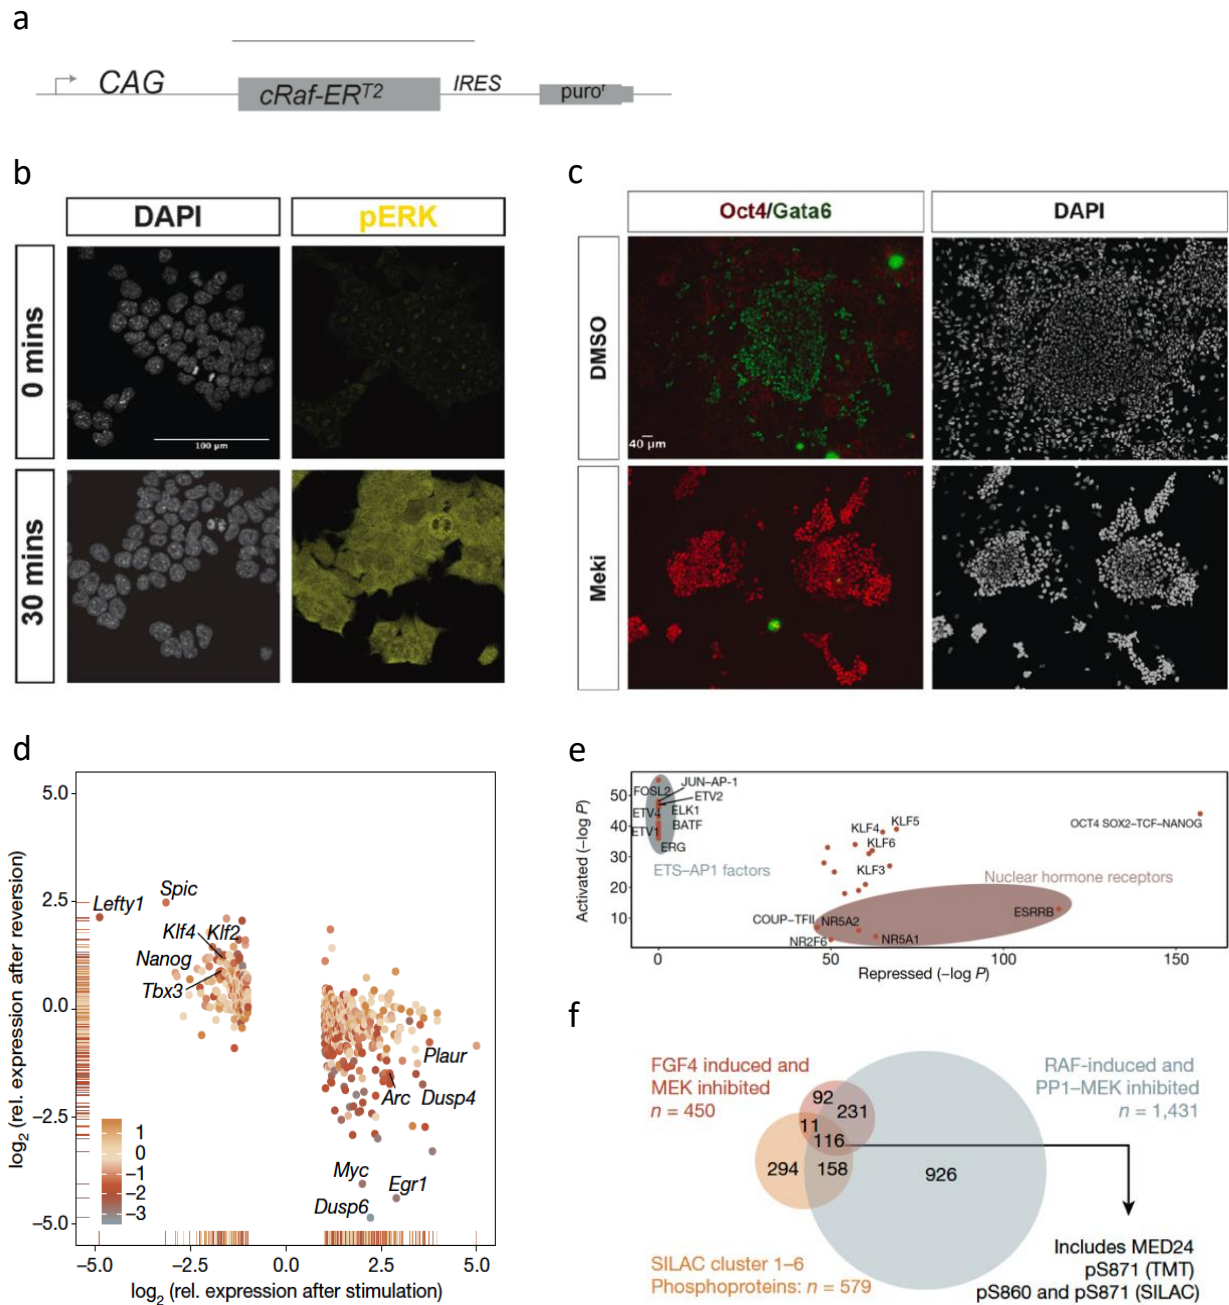 a
CAG
cRaf-ERT2
IRES
puror
b
DAPI
pERK
0 mins
100 μm
30 mins
c
Oct4/Gata6
DAPI
DMSO
40 μm
Meki
d
log2 (rel. expression after reversion)
5.0
2.5
0.0
−2.5
−5.0
Lefty1
Spic
Klf4
Klf2
Nanog
Tbx3
Plaur
Arc
Dusp4
Myc
Egr1
Dusp6
1
0
−1
−2
−3
−5.0
−2.5
0.0
2.5
5.0
log2 (rel. expression after stimulation)
e
Activated (−log P)
50
40
30
20
10
JUN–AP-1
FOSL2
ETV2
ETV4
ELK1
ETV1
BATF
ERG
ETS–AP1 factors
KLF4
KLF5
KLF6
KLF3
OCT4 SOX2–TCF–NANOG
Nuclear hormone receptors
COUP–TFII
NR5A2
ESRRB
NR2F6
NR5A1
0
50
100
150
Repressed (−log P)
f
FGF4 induced and
MEK inhibited
n = 450
RAF-induced and
PP1–MEK inhibited
n = 1,431
92
231
11
116
294
158
926
SILAC cluster 1–6
Phosphoproteins: n = 579
Includes MED24
pS871 (TMT)
pS860 and pS871 (SILAC)